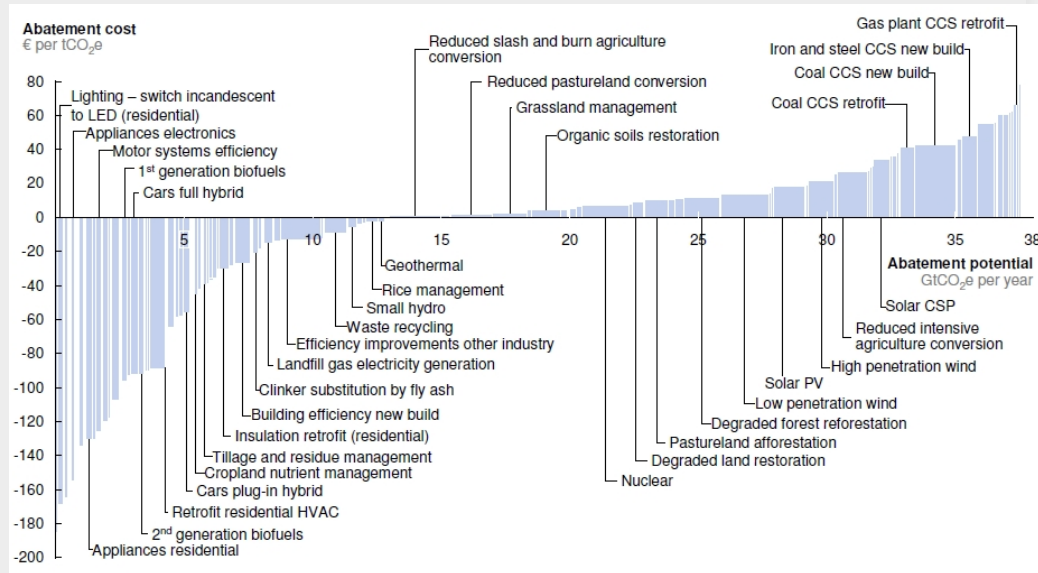 Abatement cost
€ per tCO2e
80
60
40
20
0
-20
-40
-60
-80
-100
-120
-140
-160
-180
-200
Lighting – switch incandescent
to LED (residential)
Appliances electronics
Motor systems efficiency
1st generation biofuels
Cars full hybrid
Reduced slash and burn agriculture
conversion
Reduced pastureland conversion
Grassland management
Organic soils restoration
Gas plant CCS retrofit
Iron and steel CCS new build
Coal CCS new build
Coal CCS retrofit
5
10
15
20
25
30
35
38
Abatement potential
GtCO2e per year
Geothermal
Rice management
Small hydro
Waste recycling
Efficiency improvements other industry
Landfill gas electricity generation
Clinker substitution by fly ash
Building efficiency new build
Insulation retrofit (residential)
Tillage and residue management
Cropland nutrient management
Cars plug-in hybrid
Retrofit residential HVAC
2nd generation biofuels
Appliances residential
Solar CSP
Reduced intensive
agriculture conversion
High penetration wind
Solar PV
Low penetration wind
Degraded forest reforestation
Pastureland afforestation
Degraded land restoration
Nuclear